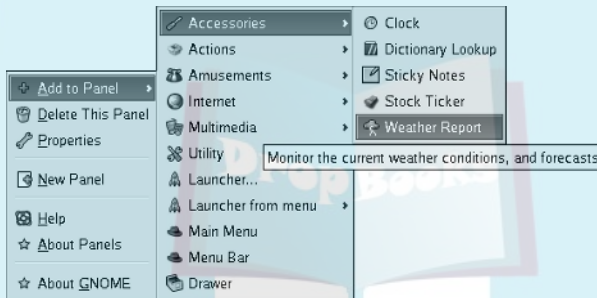 Add to Panel
Delete This Panel
Properties
New Panel
Help
About Panels
About GNOME
Accessories
Actions
Amusements
Internet
Multimedia
Utility
Launcher...
Launcher from menu
Main Menu
Menu Bar
Drawer
Clock
Dictionary Lookup
Sticky Notes
Stock Ticker
Weather Report
Monitor the current weather conditions, and forecasts
Drop Books